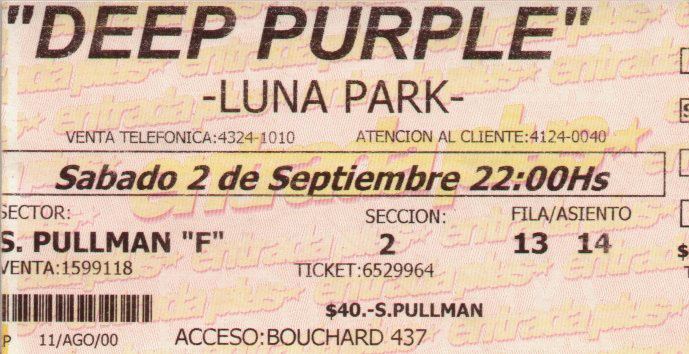 "DEEP PURPLE"
-LUNA PARK-
VENTA TELEFONICA:4324-1010 ATENCION AL CLIENTE:4124-0040
Sabado 2 de Septiembre 22:00Hs
SECTOR: SECCION: FILA/ASIENTO
S. PULLMAN "F" 2 13 14
VENTA:1599118 TICKET:6529964
$40.-S.PULLMAN
P 11/AGO/00 ACCESO:BOUCHARD 437